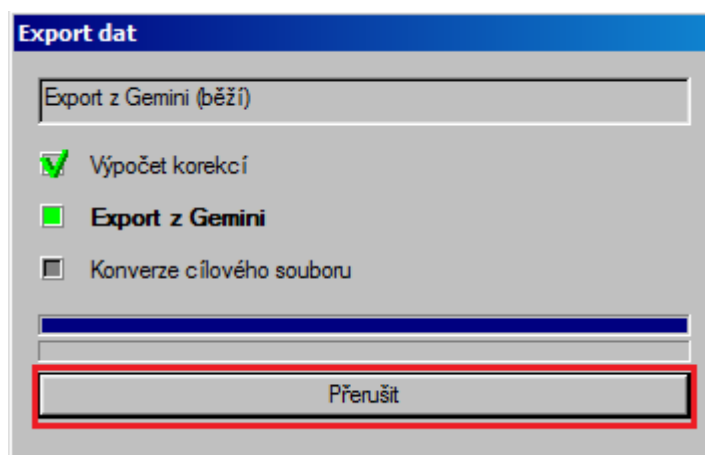 Export dat
Export z Gemini (běží)
Výpočet korekcí
Export z Gemini
Konverze cílového souboru
Přerušit